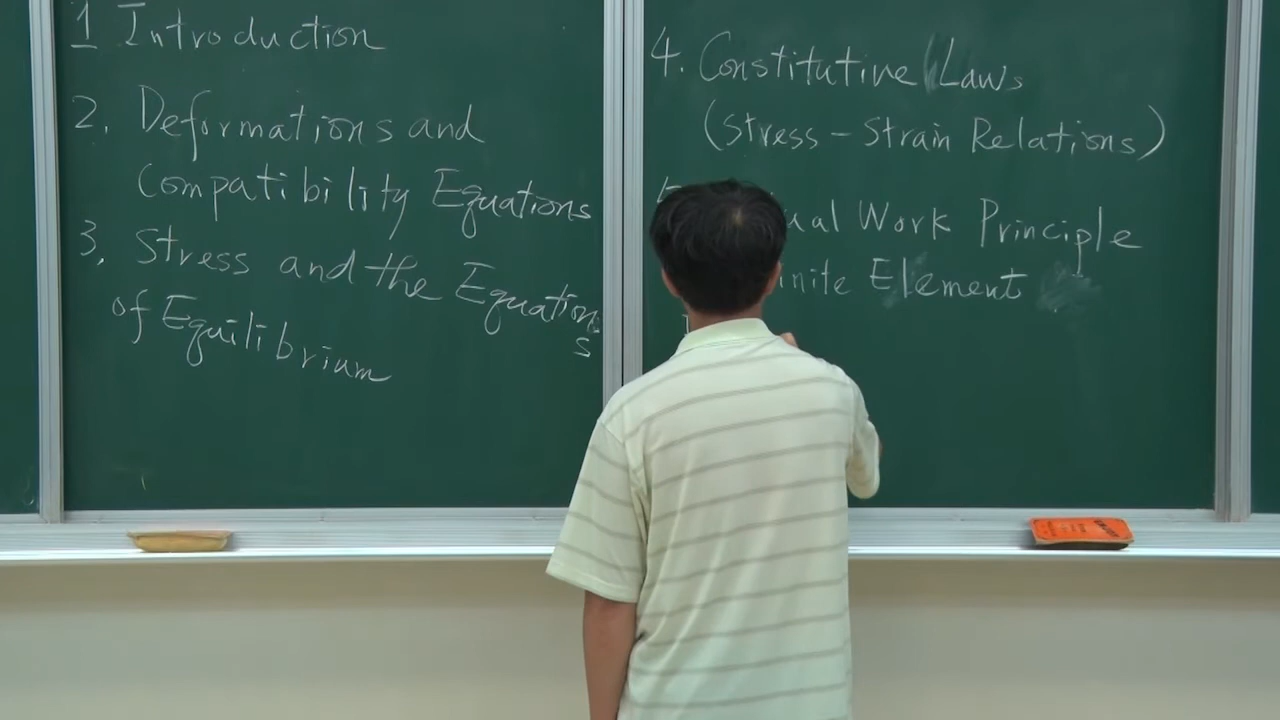 1 Introduction
2. Deformations and
Compatibility Equations
3. Stress and the Equation
s
of Equilibrium
4. Constitutive Laws
(Stress-Strain Relations)
Work Principle
Element